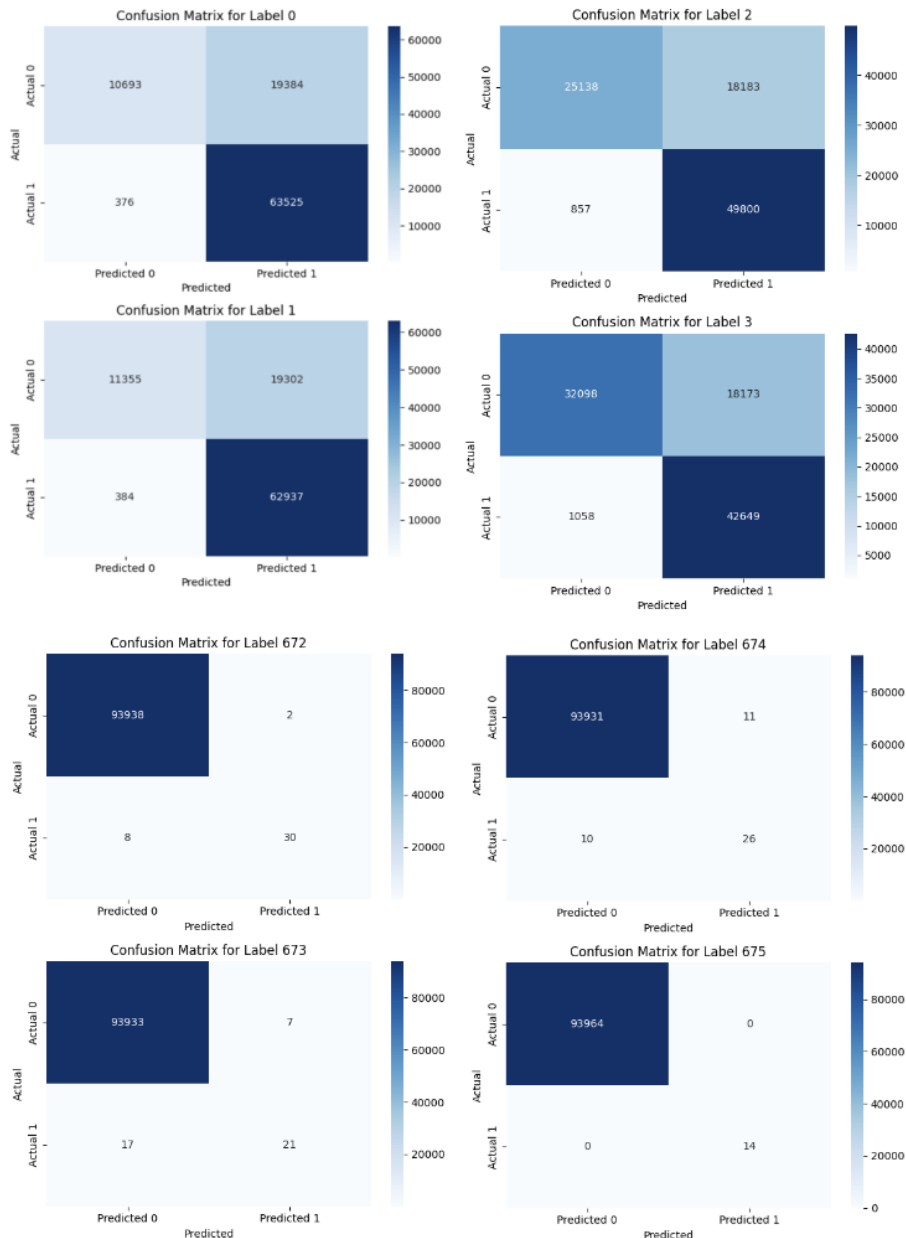 Confusion Matrix for Label 0
Actual 0
10693
19384
Actual
Actual 1
376
63525
Predicted 0
Predicted 1
Predicted
60000
50000
40000
30000
20000
10000
Confusion Matrix for Label 2
Actual 0
25138
18183
Actual
Actual 1
857
49800
Predicted 0
Predicted 1
Predicted
40000
30000
20000
10000
Confusion Matrix for Label 1
Actual 0
11355
19302
Actual
Actual 1
384
62937
Predicted 0
Predicted 1
Predicted
60000
50000
40000
30000
20000
10000
Confusion Matrix for Label 3
Actual 0
32098
18173
Actual
Actual 1
1058
42649
Predicted 0
Predicted 1
Predicted
40000
35000
30000
25000
20000
15000
10000
5000
Confusion Matrix for Label 672
Actual 0
93938
2
Actual
Actual 1
8
30
Predicted 0
Predicted 1
Predicted
80000
60000
40000
20000
Confusion Matrix for Label 674
Actual 0
93931
11
Actual
Actual 1
10
26
Predicted 0
Predicted 1
Predicted
80000
60000
40000
20000
Confusion Matrix for Label 673
Actual 0
93933
7
Actual
Actual 1
17
21
Predicted 0
Predicted 1
Predicted
80000
60000
40000
20000
Confusion Matrix for Label 675
Actual 0
93964
0
Actual
Actual 1
0
14
Predicted 0
Predicted 1
Predicted
80000
60000
40000
20000
0